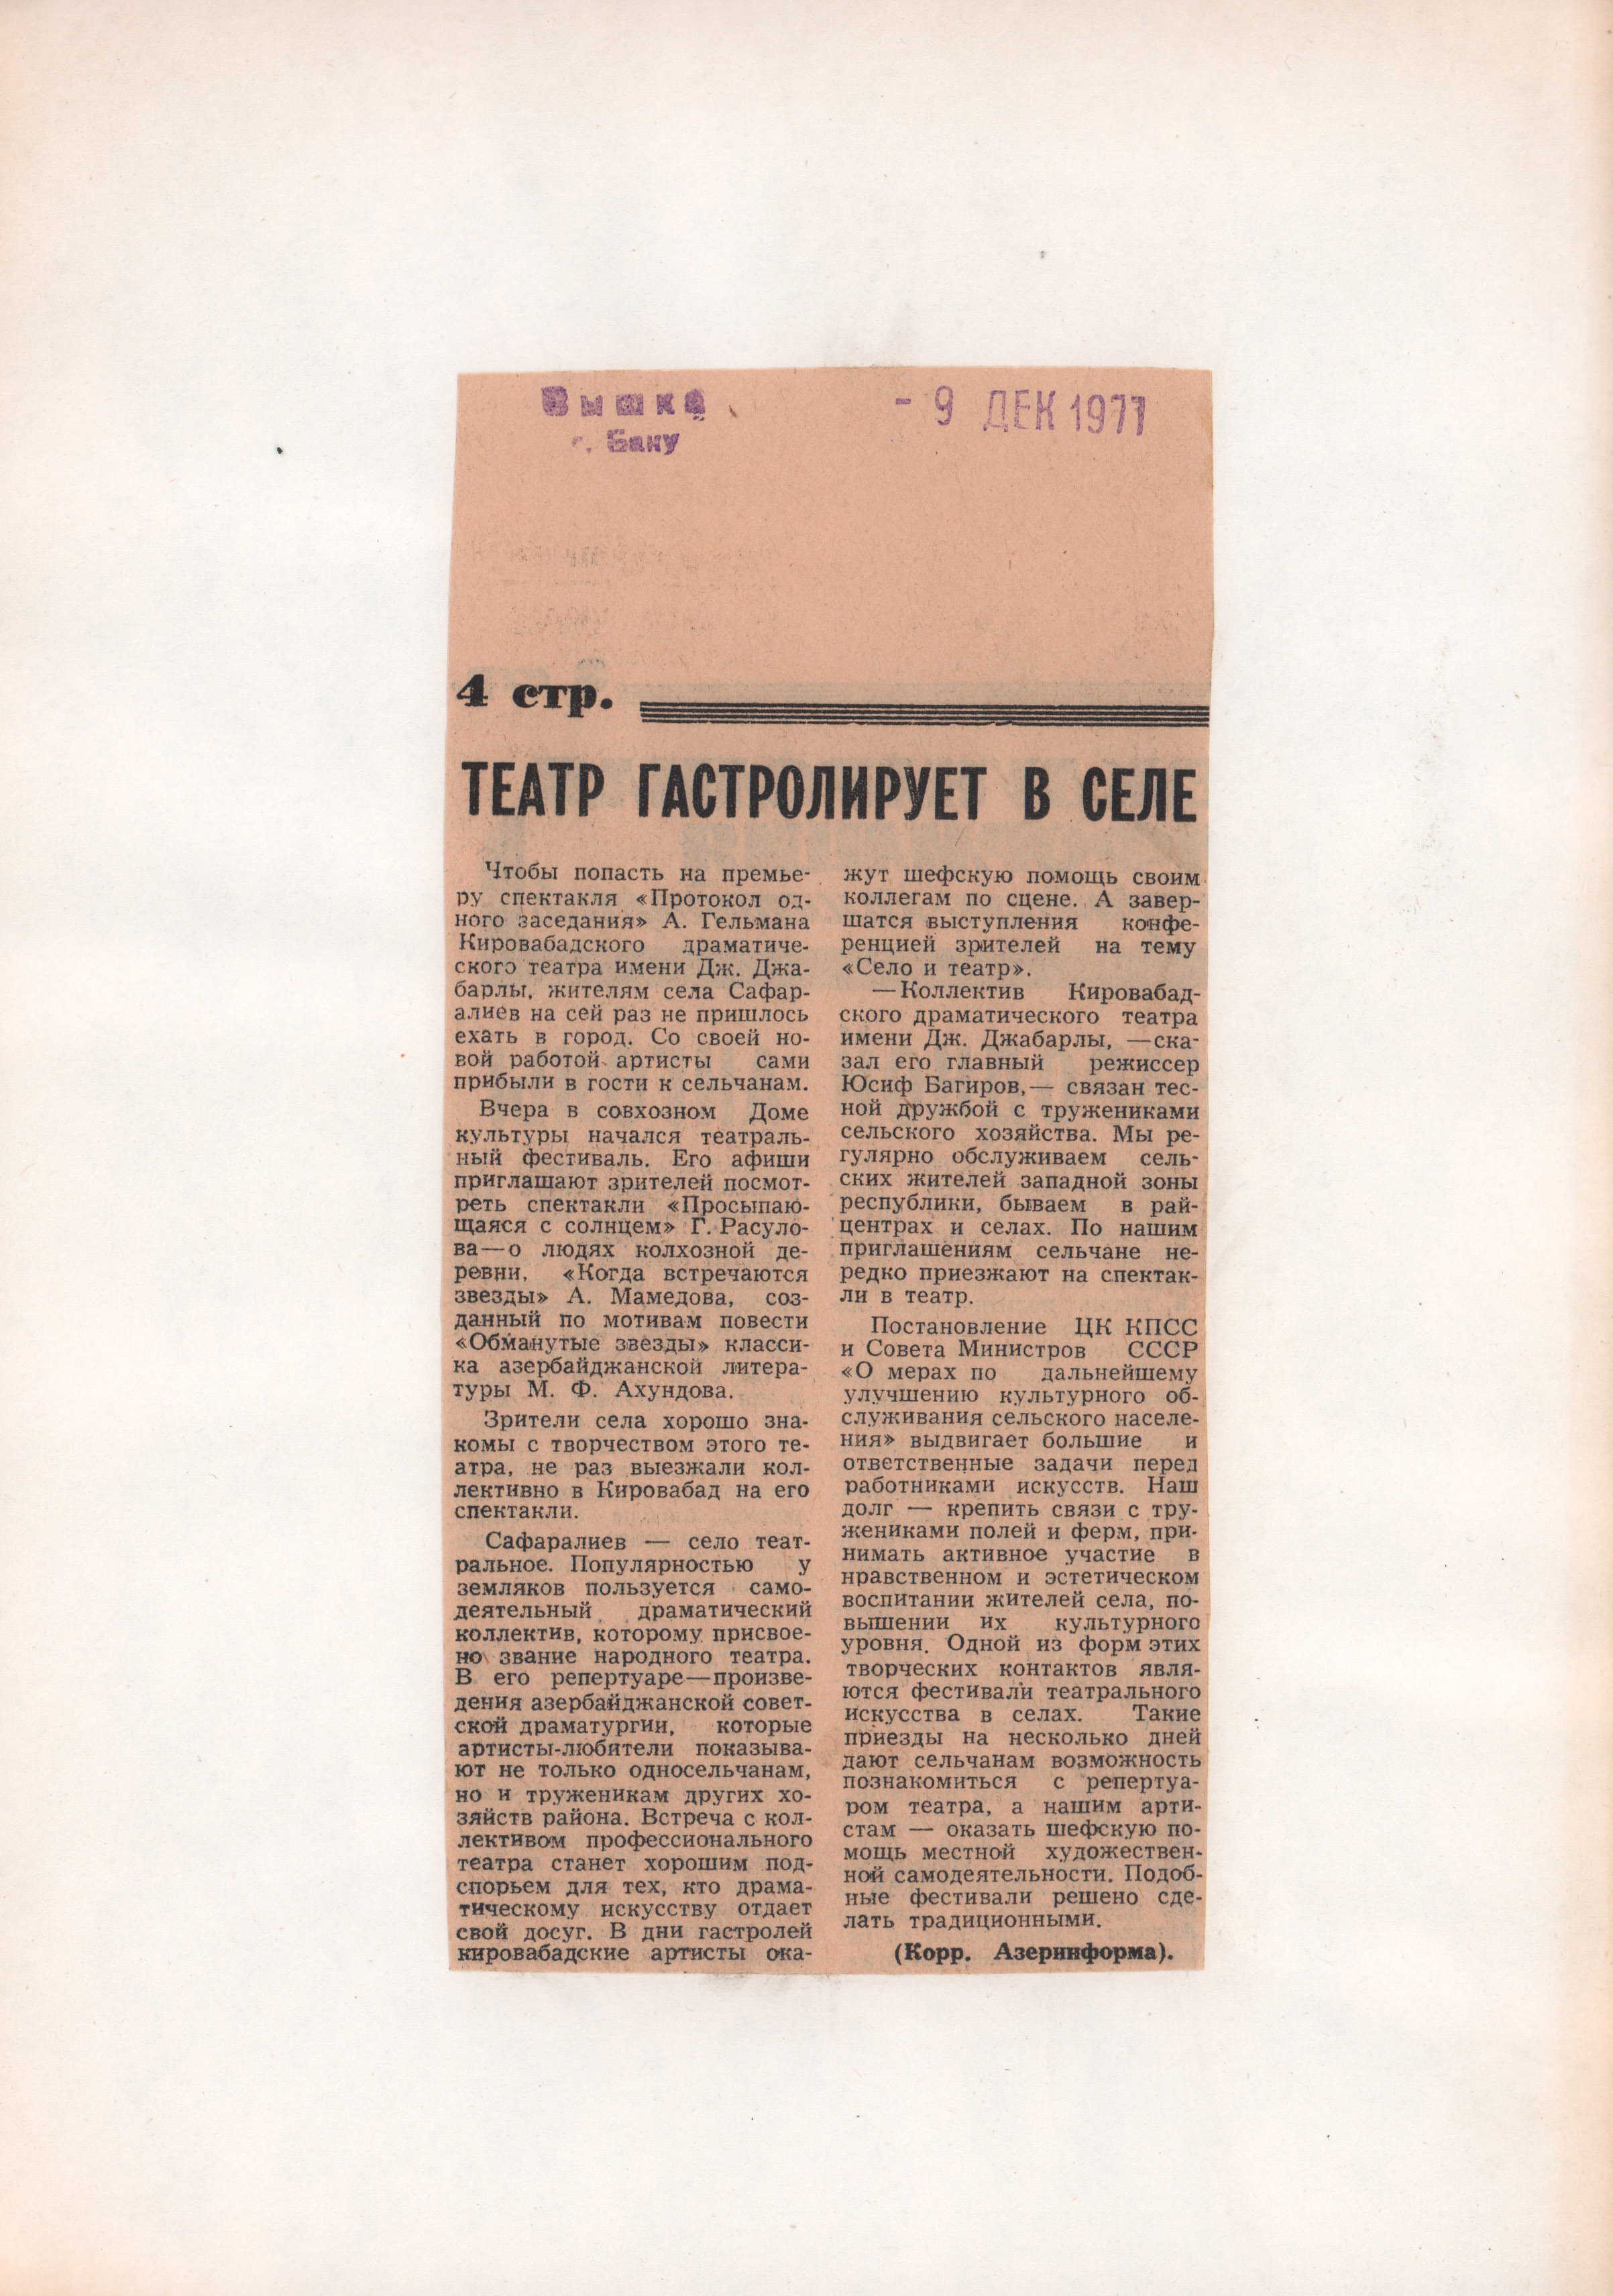 Вышка
г. Баку
- 9 ДЕК 1977
4 стр.
ТЕАТР ГАСТРОЛИРУЕТ В СЕЛЕ
Чтобы попасть на премье-
ру спектакля «Протокол од-
ного заседания» А. Гельмана
Кировабадского драматиче-
ского театра имени Дж. Джа-
барлы, жителям села Сафар-
алиев на сей раз не пришлось
ехать в город. Со своей но-
вой работой артисты сами
прибыли в гости к сельчанам.
Вчера в совхозном Доме
культуры начался театраль-
ный фестиваль. Его афиши
приглашают зрителей посмот-
реть спектакли «Просыпаю-
щаяся с солнцем» Г. Расуло-
ва—о людях колхозной де-
ревни, «Когда встречаются
звезды» А. Мамедова, соз-
данный по мотивам повести
«Обманутые звезды» класси-
ка азербайджанской литера-
туры М. Ф. Ахундова.
Зрители села хорошо зна-
комы с творчеством этого те-
атра, не раз выезжали кол-
лективно в Кировабад на его
спектакли.
Сафаралиев — село теат-
ральное. Популярностью у
земляков пользуется само-
деятельный драматический
коллектив, которому присвое-
но звание народного театра.
В его репертуаре—произве-
дения азербайджанской совет-
ской драматургии, которые
артисты-любители показыва-
ют не только односельчанам,
но и труженикам других хо-
зяйств района. Встреча с кол-
лективом профессионального
театра станет хорошим под-
спорьем для тех, кто драма-
тическому искусству отдает
свой досуг. В дни гастролей
кировабадские артисты ока-
жут шефскую помощь своим
коллегам по сцене. А завер-
шатся выступления конфе-
ренцией зрителей на тему
«Село и театр».
—Коллектив Кировабад-
ского драматического театра
имени Дж. Джабарлы, —ска-
зал его главный режиссер
Юсиф Багиров,— связан тес-
ной дружбой с тружениками
сельского хозяйства. Мы ре-
гулярно обслуживаем сель-
ских жителей западной зоны
республики, бываем в рай-
центрах и селах. По нашим
приглашениям сельчане не-
редко приезжают на спектак-
ли в театр.
Постановление ЦК КПСС
и Совета Министров СССР
«О мерах по дальнейшему
улучшению культурного об-
служивания сельского населе-
ния» выдвигает большие и
ответственные задачи перед
работниками искусств. Наш
долг — крепить связи с тру-
жениками полей и ферм, при-
нимать активное участие в
нравственном и эстетическом
воспитании жителей села, по-
вышении их культурного
уровня. Одной из форм этих
творческих контактов явля-
ются фестивали театрального
искусства в селах. Такие
приезды на несколько дней
дают сельчанам возможность
познакомиться с репертуа-
ром театра, а нашим арти-
стам — оказать шефскую по-
мощь местной художествен-
ной самодеятельности. Подоб-
ные фестивали решено сде-
лать традиционными.
(Корр. Азеринформа).